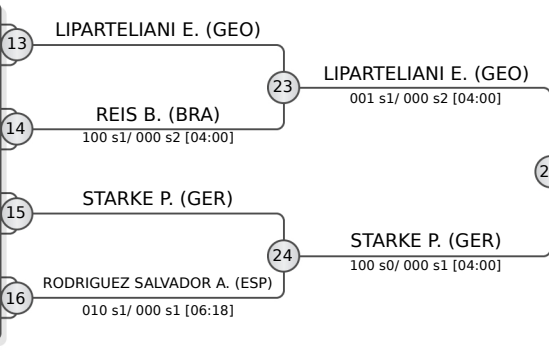 13
LIPARTELIANI E. (GEO)
23
LIPARTELIANI E. (GEO)
001 s1/ 000 s2 [04:00]
14
REIS B. (BRA)
100 s1/ 000 s2 [04:00]
2
15
STARKE P. (GER)
24
STARKE P. (GER)
100 s0/ 000 s1 [04:00]
16
RODRIGUEZ SALVADOR A. (ESP)
010 s1/ 000 s1 [06:18]